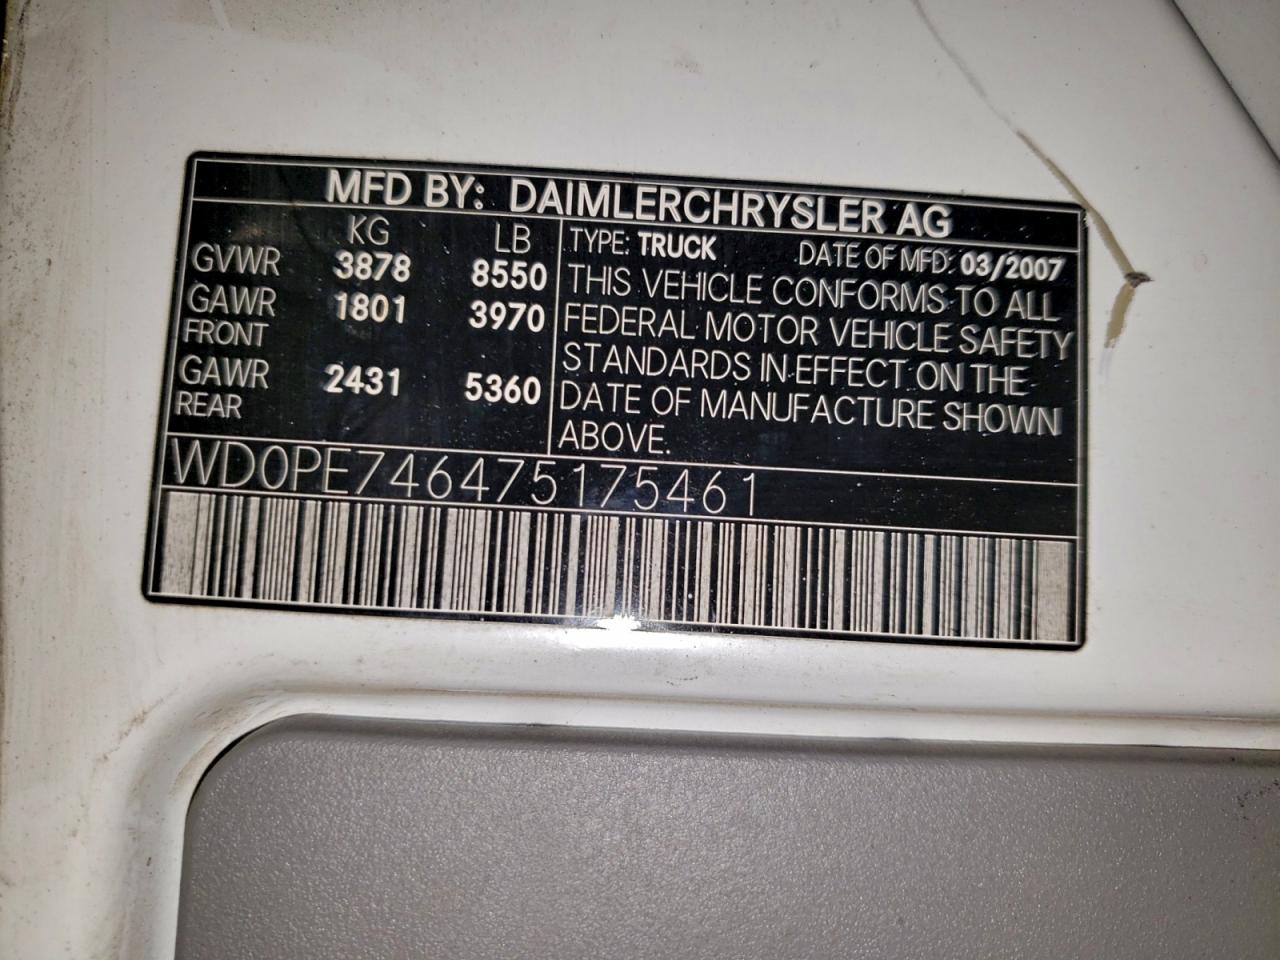 MFD BY: DAIMLERCHRYSLER AG
KG LB
GVWR 3878 8550
GAWR FRONT 1801 3970
GAWR REAR 2431 5360
TYPE: TRUCK DATE OF MFD: 03/2007
THIS VEHICLE CONFORMS TO ALL
FEDERAL MOTOR VEHICLE SAFETY
STANDARDS IN EFFECT ON THE
DATE OF MANUFACTURE SHOWN
ABOVE.
WD0PE746475175461